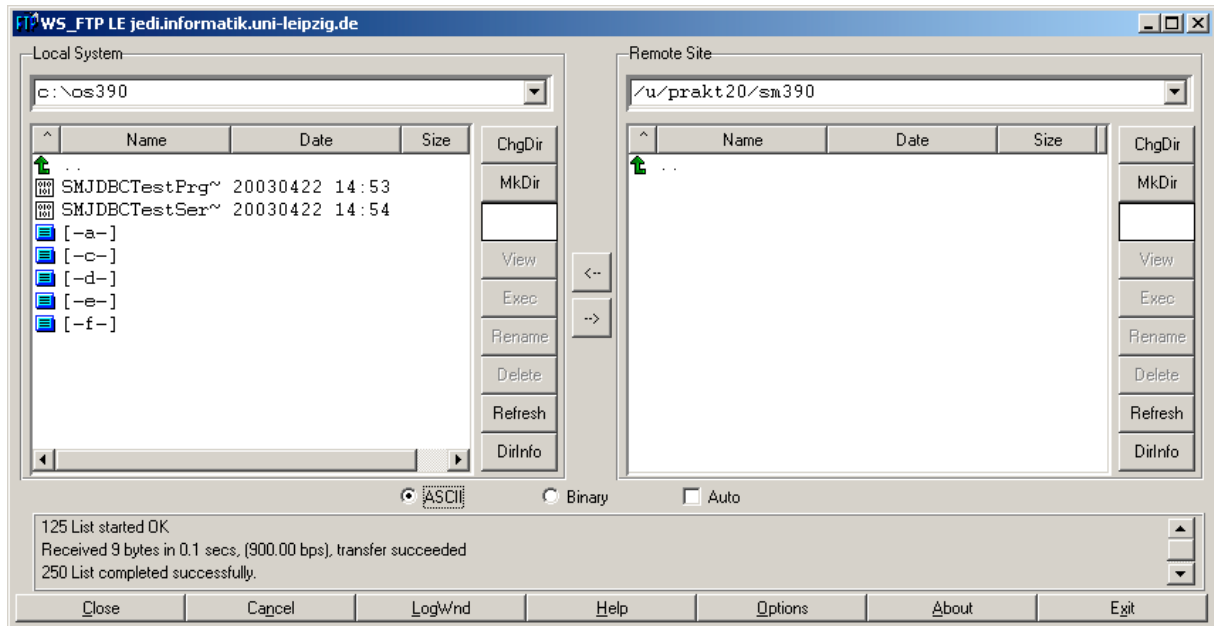 WS_FTP LE jedi.informatik.uni-leipzig.de
Local System
c:\os390
^ Name Date Size
..
SMJDBCTestPrg~ 20030422 14:53
SMJDBCTestSer~ 20030422 14:54
[-a-]
[-c-]
[-d-]
[-e-]
[-f-]
ChgDir
MkDir
View
Exec
Rename
Delete
Refresh
DirInfo
<--
-->
Remote Site
/u/prakt20/sm390
^ Name Date Size
..
ChgDir
MkDir
View
Exec
Rename
Delete
Refresh
DirInfo
ASCII Binary Auto
125 List started OK
Received 9 bytes in 0.1 secs, (900.00 bps), transfer succeeded
250 List completed successfully.
Close Cancel LogWnd Help Options About Exit